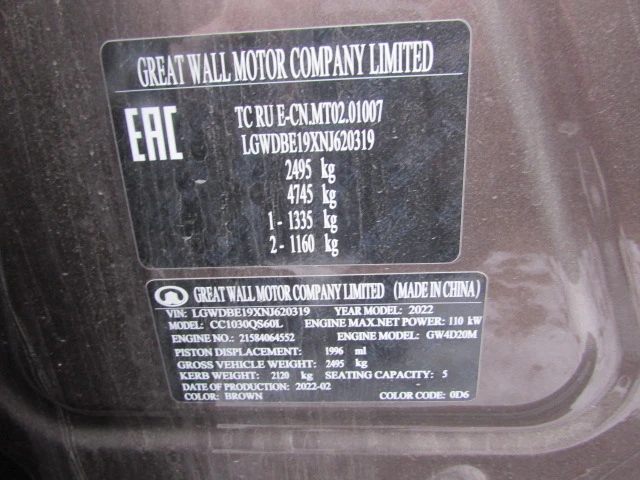 GREAT WALL MOTOR COMPANY LIMITED
EAC
TC RU E-CN.MT02.01007
LGWDBE19XNJ620319
2495 kg
4745 kg
1 - 1335 kg
2 - 1160 kg
GREAT WALL MOTOR COMPANY LIMITED (MADE IN CHINA)
VIN: LGWDBE19XNJ620319 YEAR MODEL: 2022
MODEL: CC1030QS60L ENGINE MAX.NET POWER: 110 kW
ENGINE NO.: 21584064552 ENGINE MODEL: GW4D20M
PISTON DISPLACEMENT: 1996 ml
GROSS VEHICLE WEIGHT: 2495 kg
KERB WEIGHT: 2120 kg SEATING CAPACITY: 5
DATE OF PRODUCTION: 2022-02
COLOR: BROWN COLOR CODE: 0D6